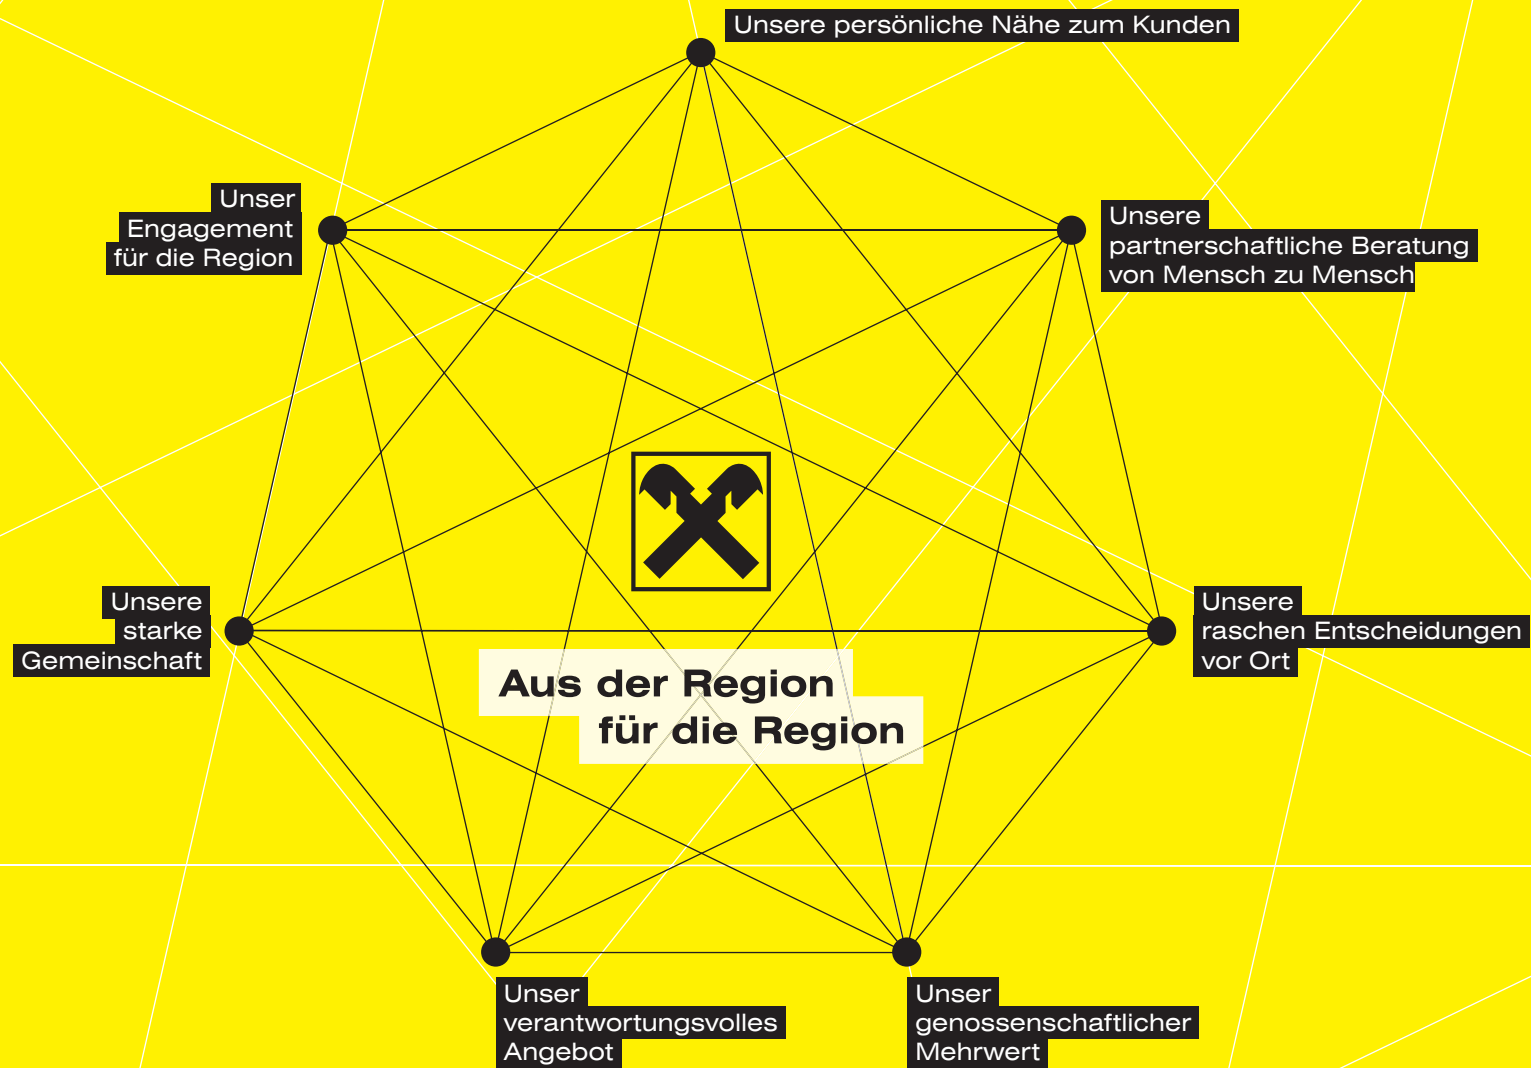 Unsere persönliche Nähe zum Kunden
Unser
Engagement
für die Region
Unsere
partnerschaftliche Beratung
von Mensch zu Mensch
Unsere
starke
Gemeinschaft
Unsere
raschen Entscheidungen
vor Ort
Aus der Region
für die Region
Unser
verantwortungsvolles
Angebot
Unser
genossenschaftlicher
Mehrwert